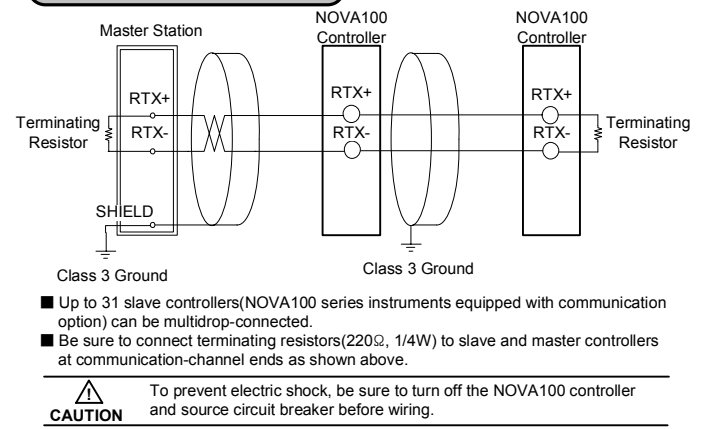 NOVA100
Controller
NOVA100
Controller
Master Station
RTX+
RTX-
RTX+
RTX-
RTX+
RTX-
Terminating
Resistor
Terminating
Resistor
SHIELD
Class 3 Ground
Class 3 Ground
■ Up to 31 slave controllers(NOVA100 series instruments equipped with communication
option) can be multidrop-connected.
■ Be sure to connect terminating resistors(220Ω, 1/4W) to slave and master controllers
at communication-channel ends as shown above.
CAUTION
To prevent electric shock, be sure to turn off the NOVA100 controller
and source circuit breaker before wiring.